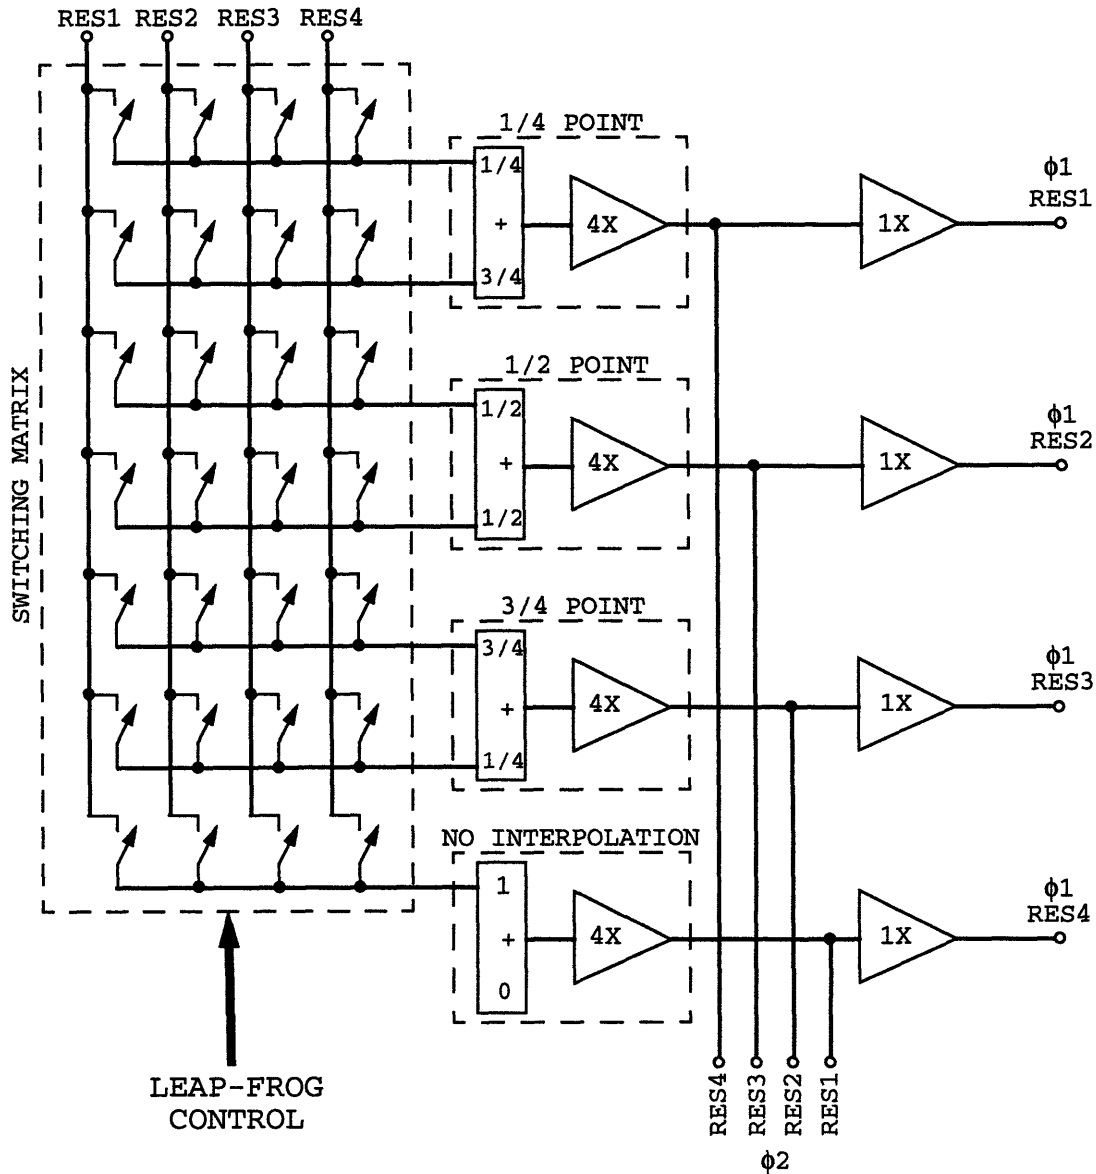 RES1 RES2 RES3 RES4
1/4 POINT
1/4
+
3/4
4X
1X
ϕ1
RES1
1/2 POINT
1/2
+
1/2
4X
1X
ϕ1
RES2
SWITCHING MATRIX
3/4 POINT
3/4
+
1/4
4X
1X
ϕ1
RES3
NO INTERPOLATION
1
+
0
4X
1X
ϕ1
RES4
LEAP-FROG
CONTROL
RES4
RES3
RES2
RES1
ϕ2